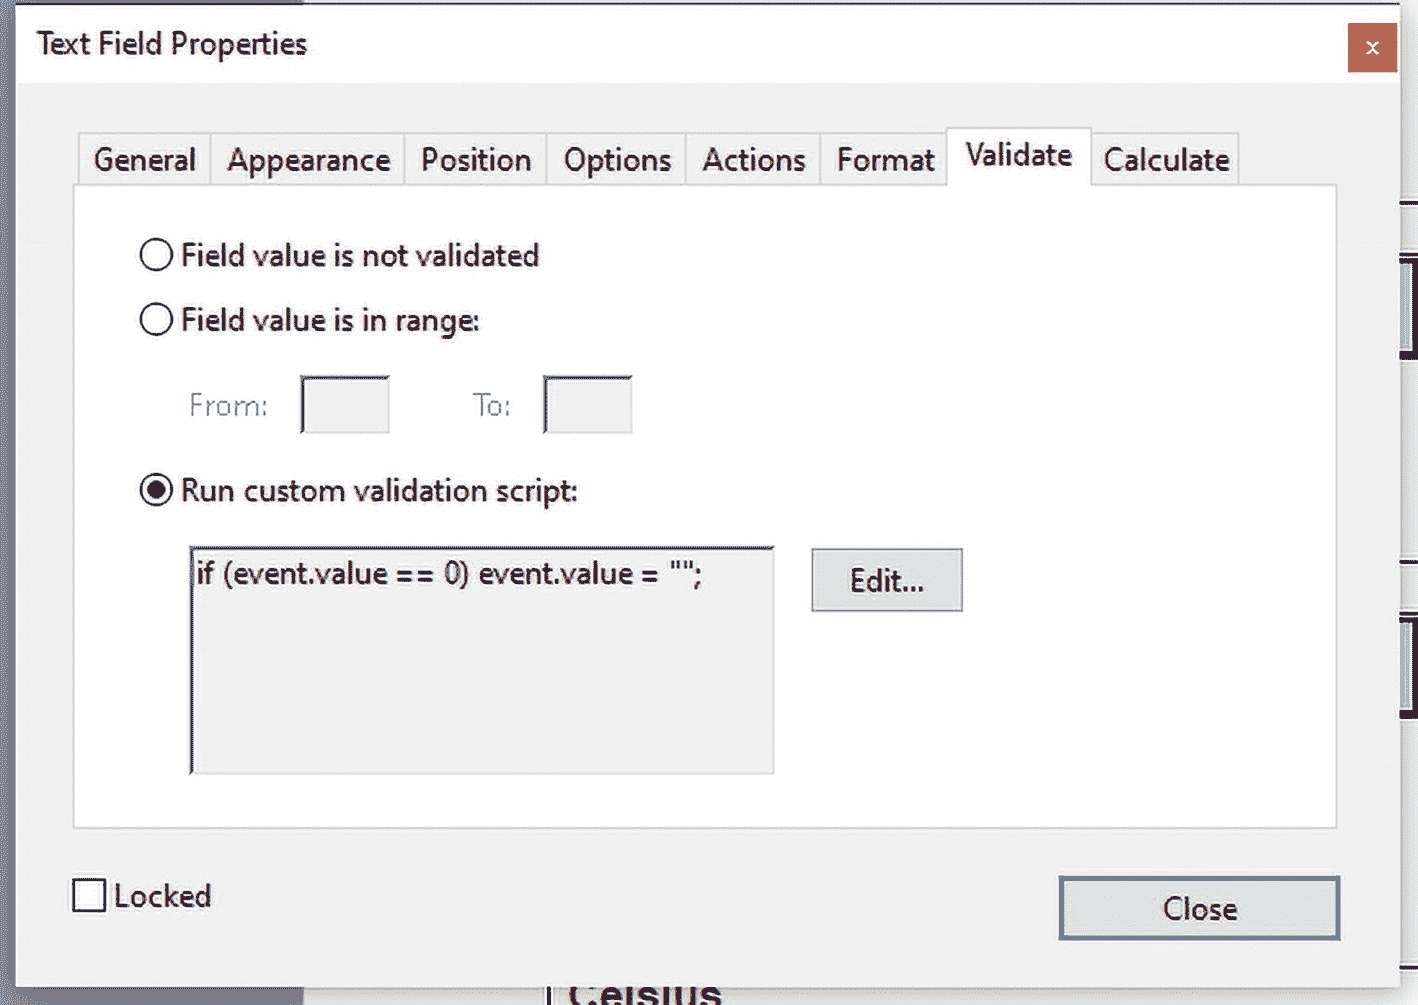 Text Field Properties
x
General Appearance Position Options Actions Format Validate Calculate
Field value is not validated
Field value is in range:
From: To:
Run custom validation script:
if (event.value == 0) event.value = "";
Edit...
Locked
Close
Celsius